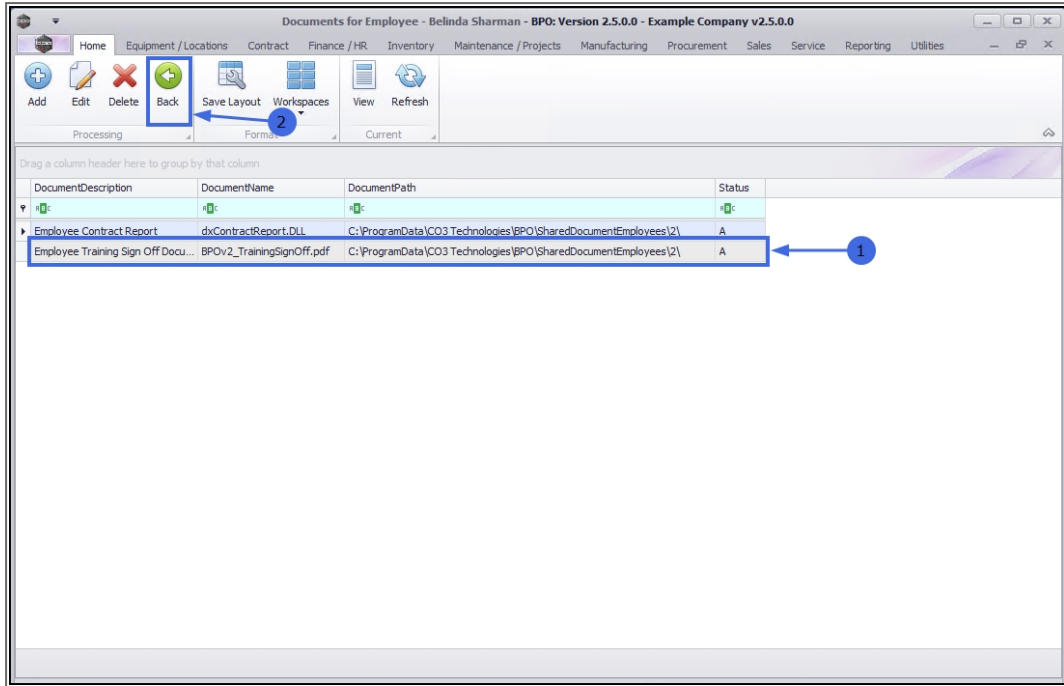 Documents for Employee - Belinda Sharman - BPO: Version 2.5.0.0 - Example Company v2.5.0.0
Home Equipment / Locations Contract Finance / HR Inventory Maintenance / Projects Manufacturing Procurement Sales Service Reporting Utilities
Add Edit Delete Back Save Layout Workspaces View Refresh
2
Processing Format Current
Drag a column header here to group by that column
DocumentDescription DocumentName DocumentPath Status
Employee Contract Report dxContractReport.DLL C:\ProgramData\CO3 Technologies\BPO\SharedDocumentEmployees\2\ A
Employee Training Sign Off Docu... BPOv2_TrainingSignOff.pdf C:\ProgramData\CO3 Technologies\BPO\SharedDocumentEmployees\2\ A
1